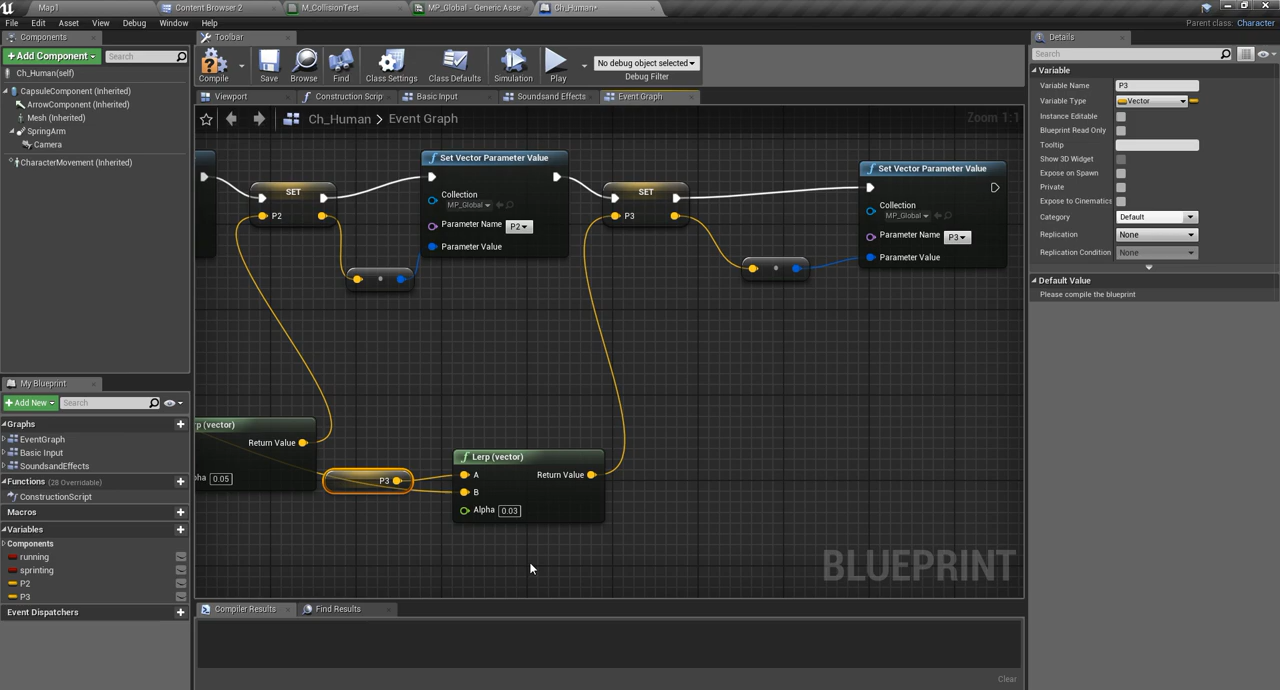 Map1
Content Browser 2
M_CollisionTest
MP_Global - Generic Asse
Ch_Human*
File Edit Asset View Debug Window Help
Parent class: Character
Components
+ Add Component
Search
Ch_Human(self)
CapsuleComponent (Inherited)
ArrowComponent (Inherited)
Mesh (Inherited)
SpringArm
Camera
CharacterMovement (Inherited)
Toolbar
Compile
Save
Browse
Find
Class Settings
Class Defaults
Simulation
Play
No debug object selected
Debug Filter
Viewport
Construction Scrip
Basic Input
Soundsand Effects
Event Graph
Ch_Human > Event Graph
Zoom 1:1
SET
P2
Set Vector Parameter Value
Collection
MP_Global
Parameter Name P2
Parameter Value
SET
P3
Set Vector Parameter Value
Collection
MP_Global
Parameter Name P3
Parameter Value
rp (vector)
Return Value
ha 0.05
P3
Lerp (vector)
A Return Value
B
Alpha 0.03
BLUEPRINT
Compiler Results
Find Results
Clear
My Blueprint
+ Add New
Search
Graphs
EventGraph
Basic Input
SoundsandEffects
Functions (28 Overridable)
ConstructionScript
Macros
Variables
Components
running
sprinting
P2
P3
Event Dispatchers
Details
Search
Variable
Variable Name P3
Variable Type Vector
Instance Editable
Blueprint Read Only
Tooltip
Show 3D Widget
Expose on Spawn
Private
Expose to Cinematics
Category Default
Replication None
Replication Condition None
Default Value
Please compile the blueprint